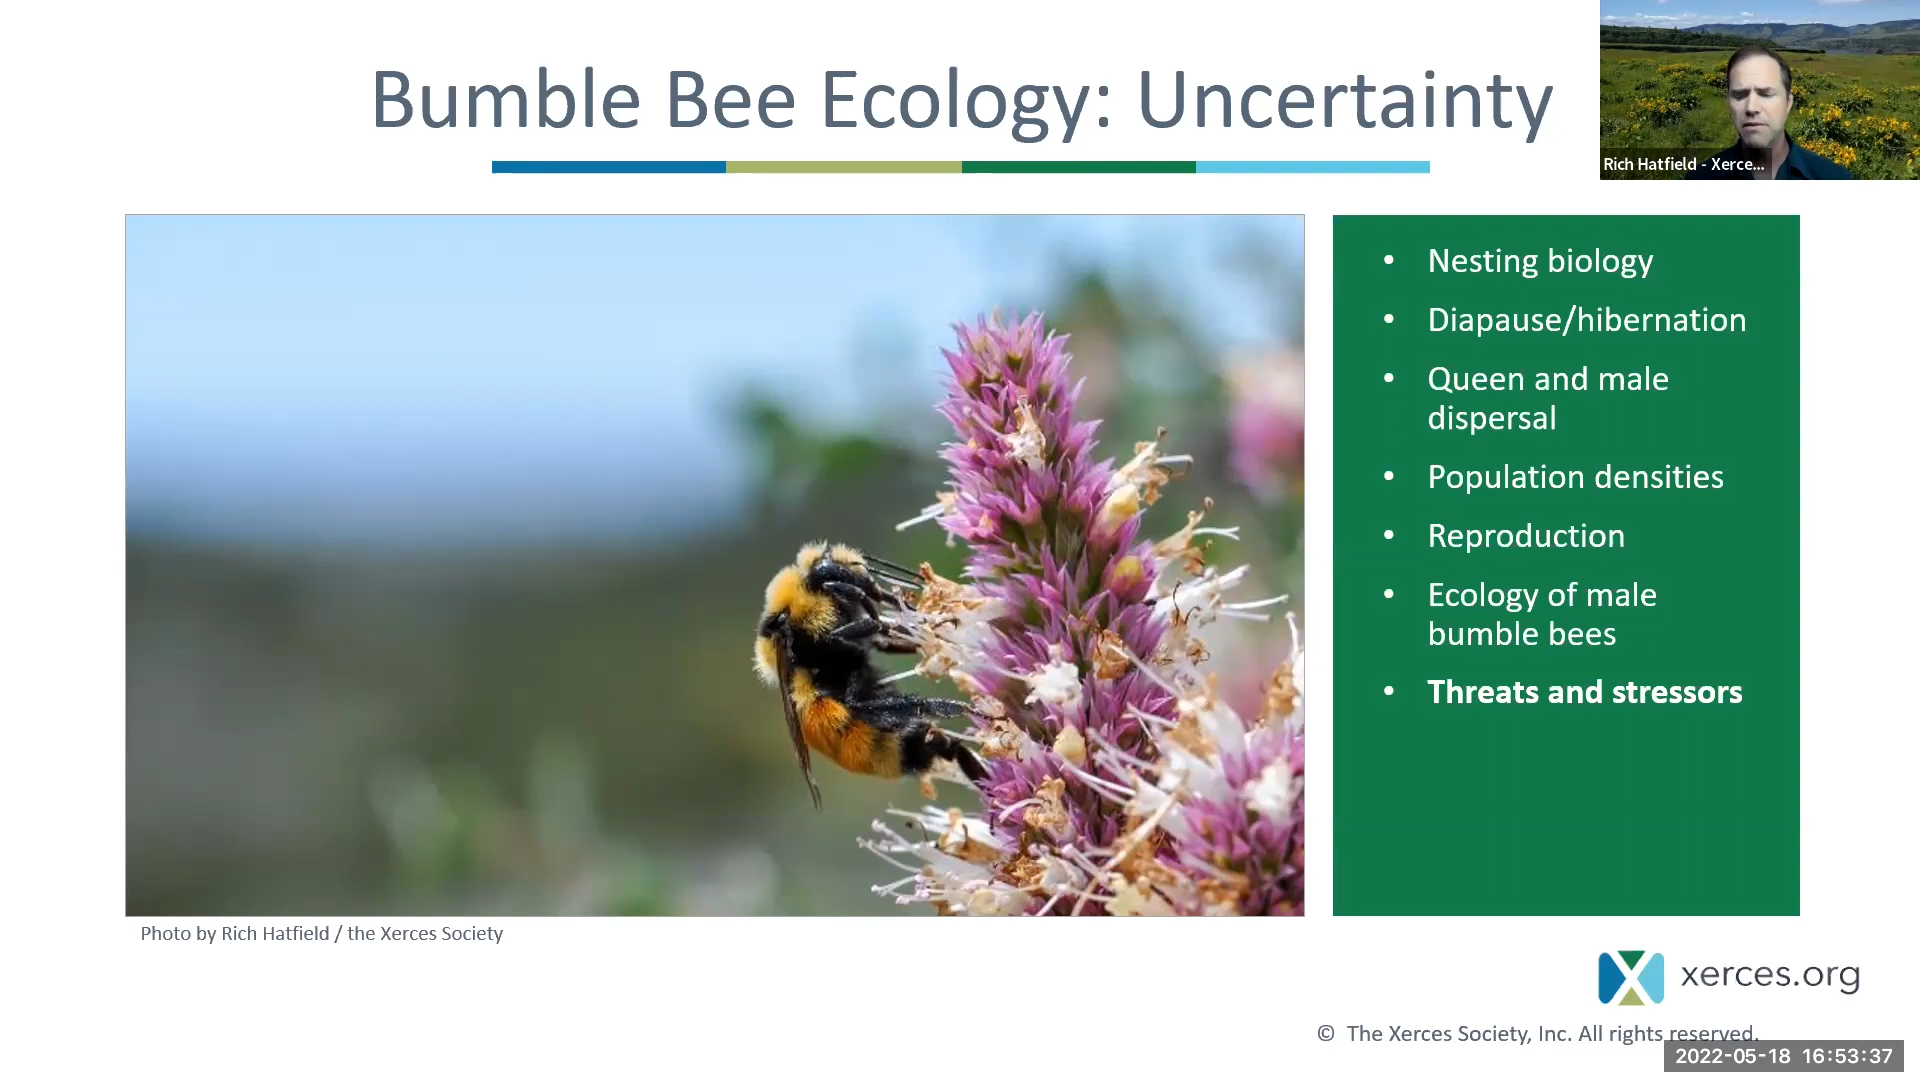 Bumble Bee Ecology: Uncertainty
Rich Hatfield - Xerce...
• Nesting biology
• Diapause/hibernation
• Queen and male
dispersal
• Population densities
• Reproduction
• Ecology of male
bumble bees
• Threats and stressors
Photo by Rich Hatfield / the Xerces Society
xerces.org
© The Xerces Society, Inc. All rights reserved.
2022-05-18 16:53:37